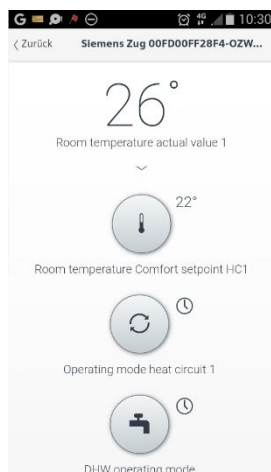 10:30
Zurück Siemens Zug 00FD00FF28F4-OZW...
26°
Room temperature actual value 1
22°
Room temperature Comfort setpoint HC1
Operating mode heat circuit 1
DHW operating mode